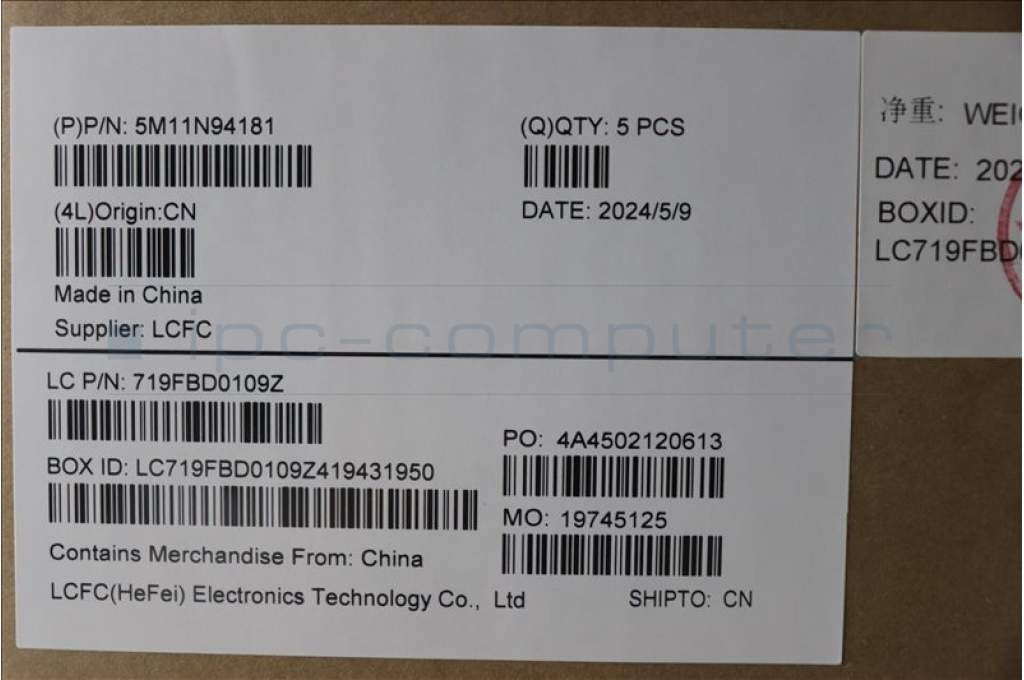 (P)P/N: 5M11N94181
(Q)QTY: 5 PCS
(4L)Origin:CN
DATE: 2024/5/9
Made in China
Supplier: LCFC
LC P/N: 719FBD0109Z
PO: 4A4502120613
BOX ID: LC719FBD0109Z419431950
MO: 19745125
Contains Merchandise From: China
LCFC(HeFei) Electronics Technology Co., Ltd
SHIPTO: CN
净重:
DATE:
BOXID:
ipc-computer